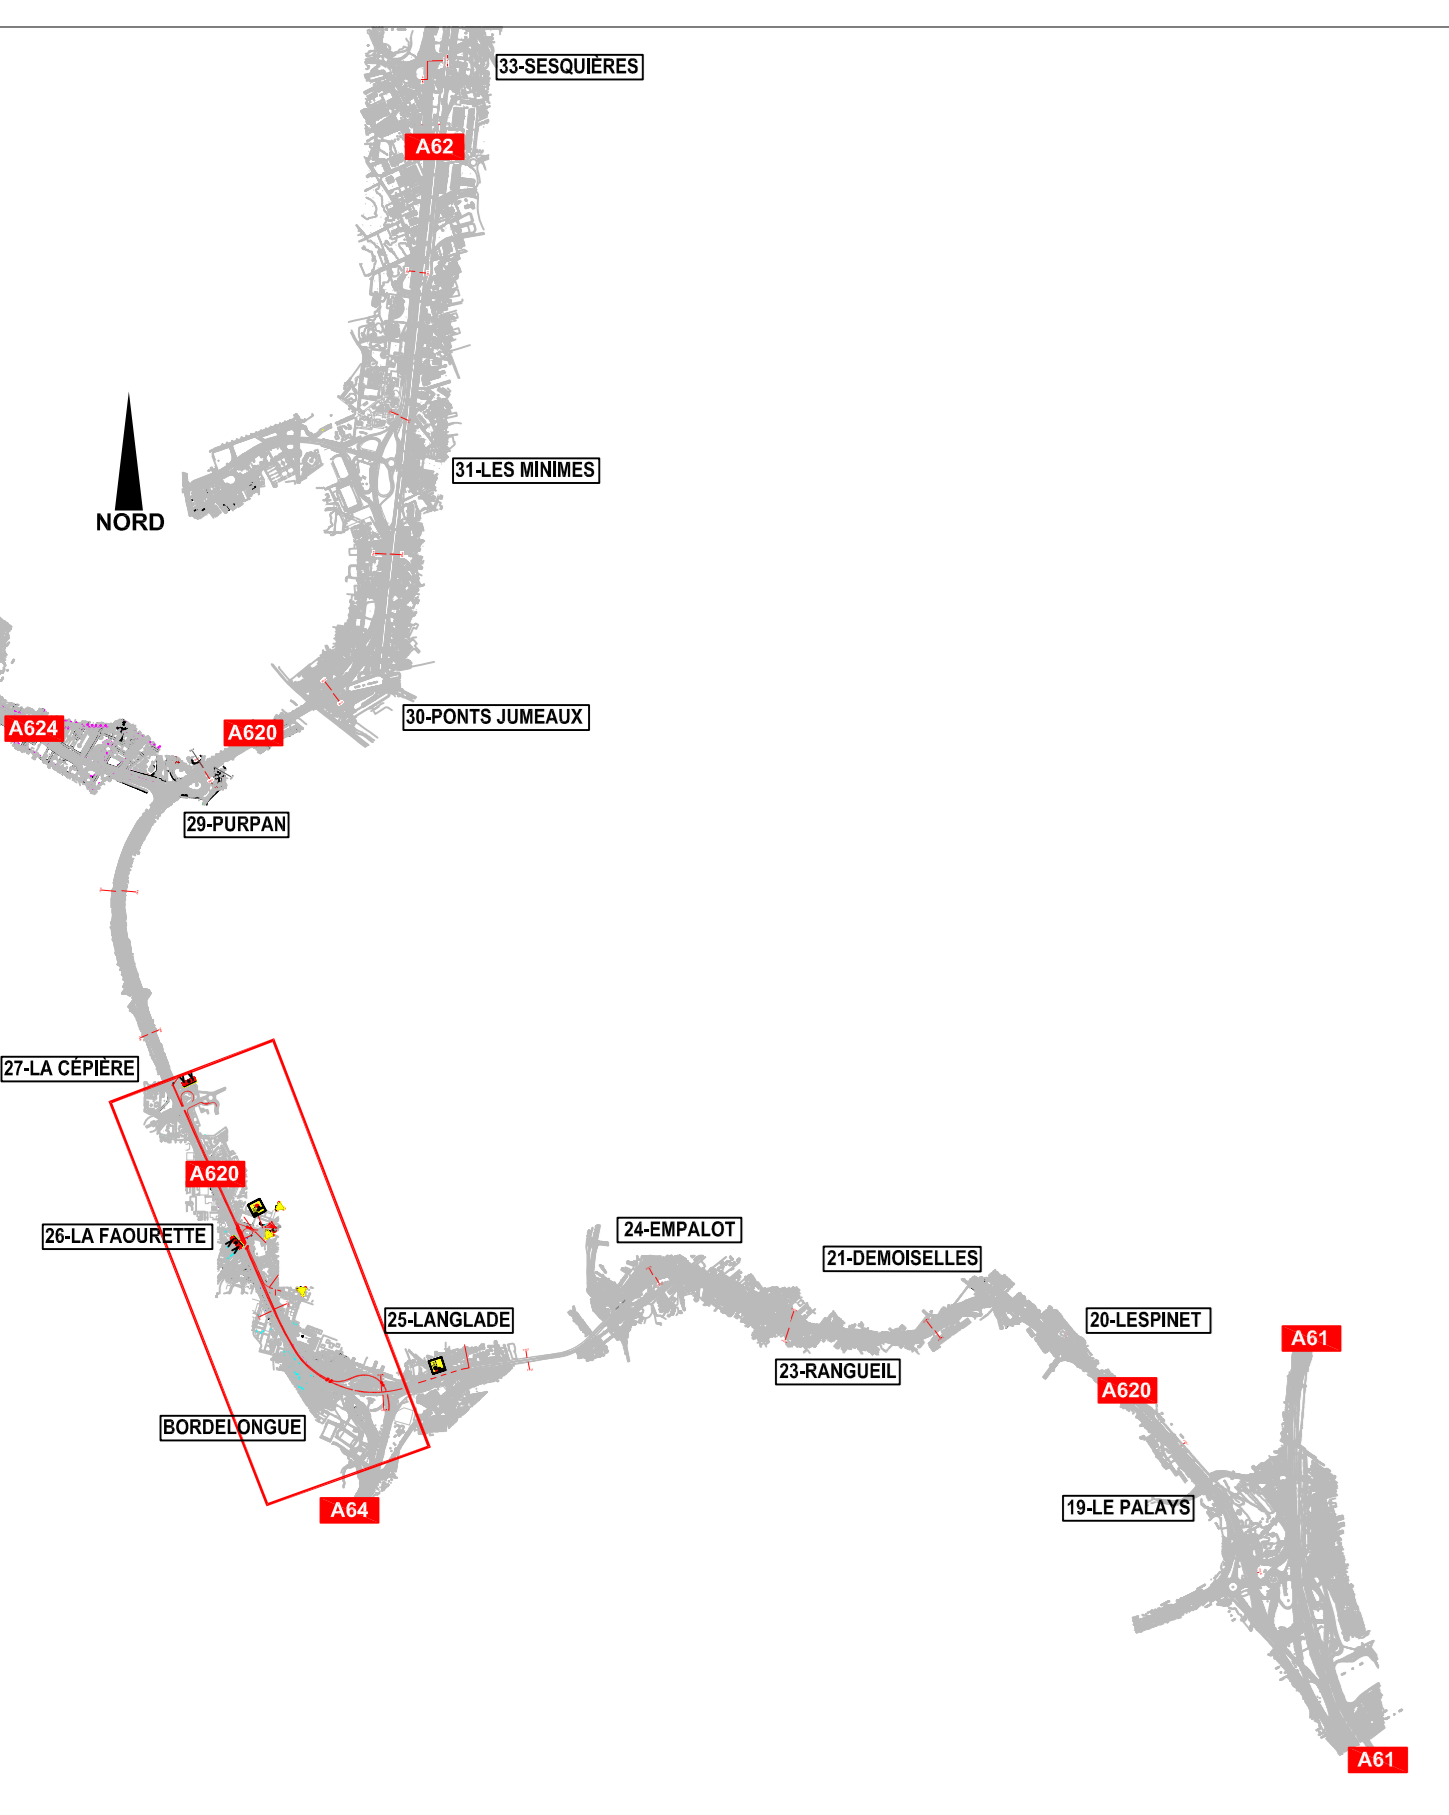 33-SESQUIÈRES
A62
31-LES MINIMES
NORD
30-PONTS JUMEAUX
A624
A620
29-PURPAN
27-LA CÉPIÈRE
A620
26-LA FAOURETTE
24-EMPALOT
21-DEMOISELLES
25-LANGLADE
20-LESPINET
A61
23-RANGUEIL
A620
BORDELONGUE
A64
19-LE PALAYS
A61